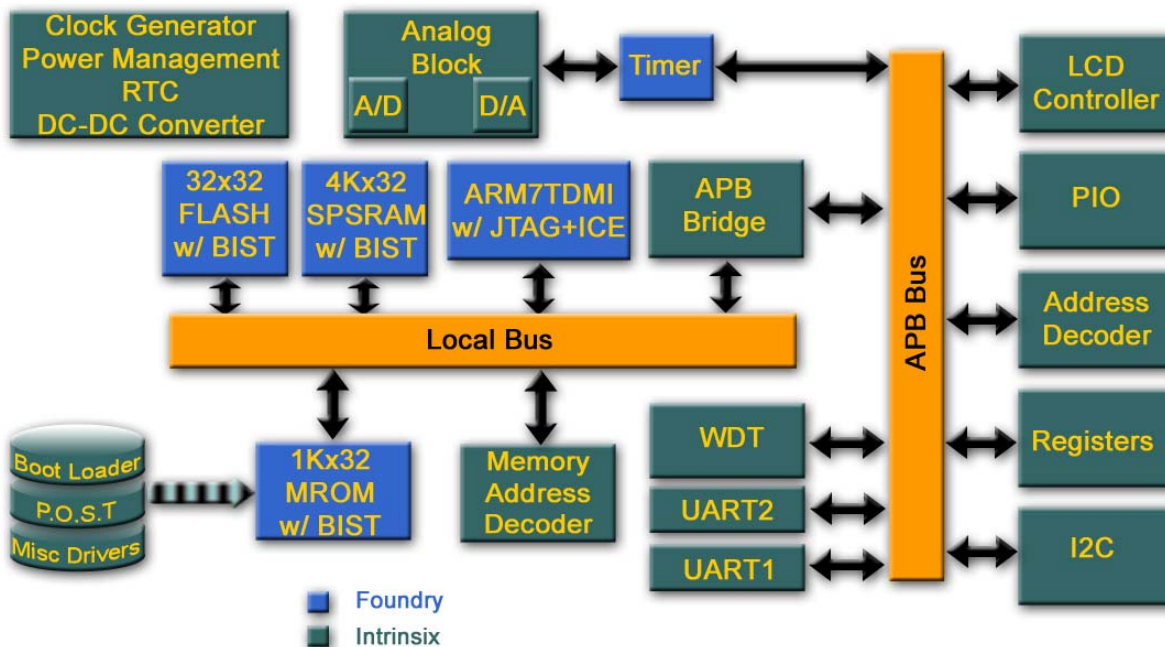 Clock Generator
Power Management
RTC
DC-DC Converter
Analog
Block
A/D
D/A
Timer
LCD
Controller
32x32
FLASH
w/ BIST
4Kx32
SPSRAM
w/ BIST
ARM7TDMI
w/ JTAG+ICE
APB
Bridge
PIO
Local Bus
APB Bus
Address
Decoder
Boot Loader
P.O.S.T
Misc Drivers
1Kx32
MROM
w/ BIST
Memory
Address
Decoder
WDT
UART2
UART1
Registers
I2C
Foundry
Intrinsix